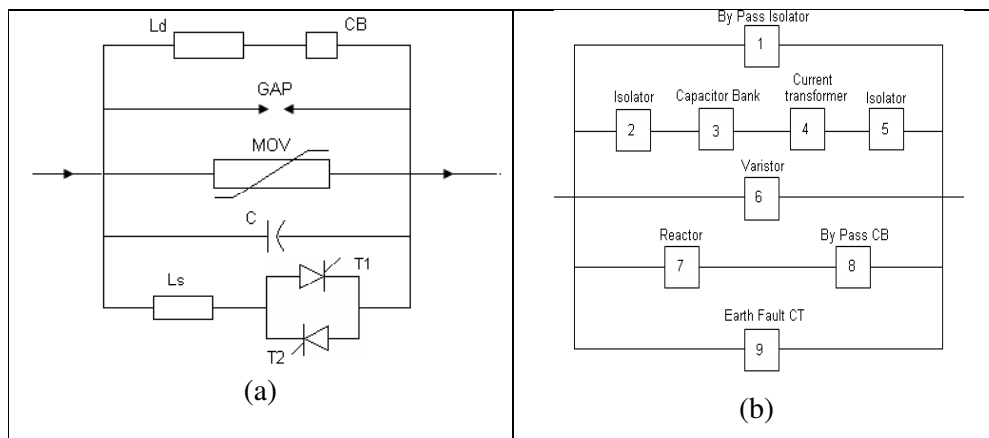 Ld
CB
GAP
MOV
C
Ls
T1
T2
(a)
By Pass Isolator
1
Isolator
Capacitor Bank
Current
transformer
Isolator
2
3
4
5
Varistor
6
Reactor
By Pass CB
7
8
Earth Fault CT
9
(b)